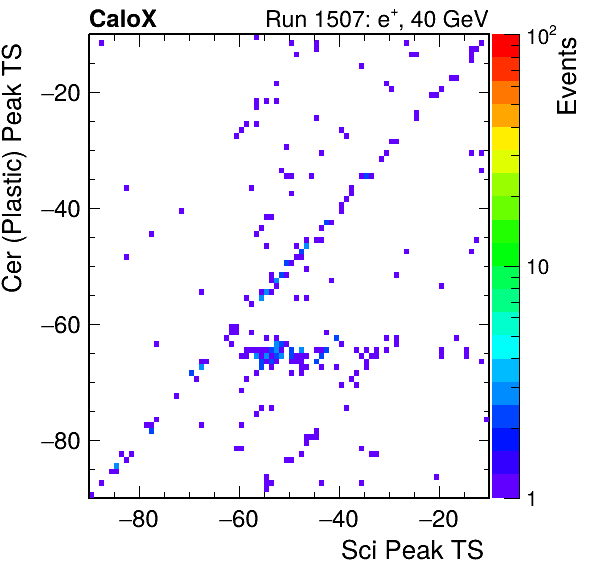 CaloX Run 1507: e⁺, 40 GeV
Cer (Plastic) Peak TS
Events
10²
10
1
−20
−40
−60
−80
−80 −60 −40 −20
Sci Peak TS